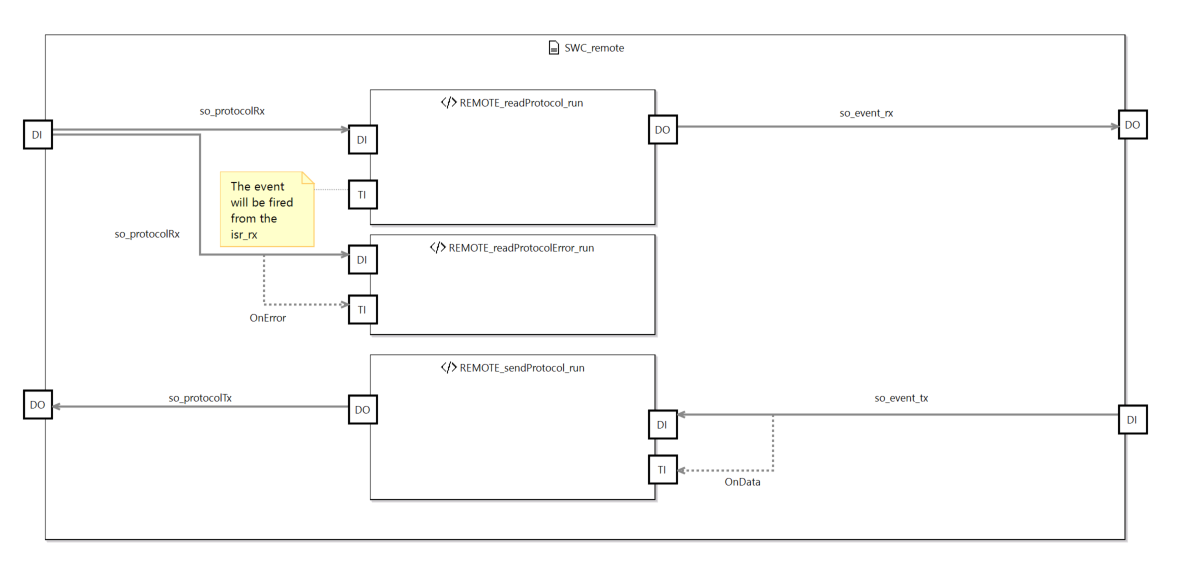 SWC_remote
</> REMOTE_readProtocol_run
so_protocolRx
so_event_rx
DI
DI
DO
DO
TI
The event
will be fired
from the
isr_rx
so_protocolRx
</> REMOTE_readProtocolError_run
DI
TI
OnError
</> REMOTE_sendProtocol_run
so_protocolTx
so_event_tx
DO
DO
DI
DI
TI
OnData